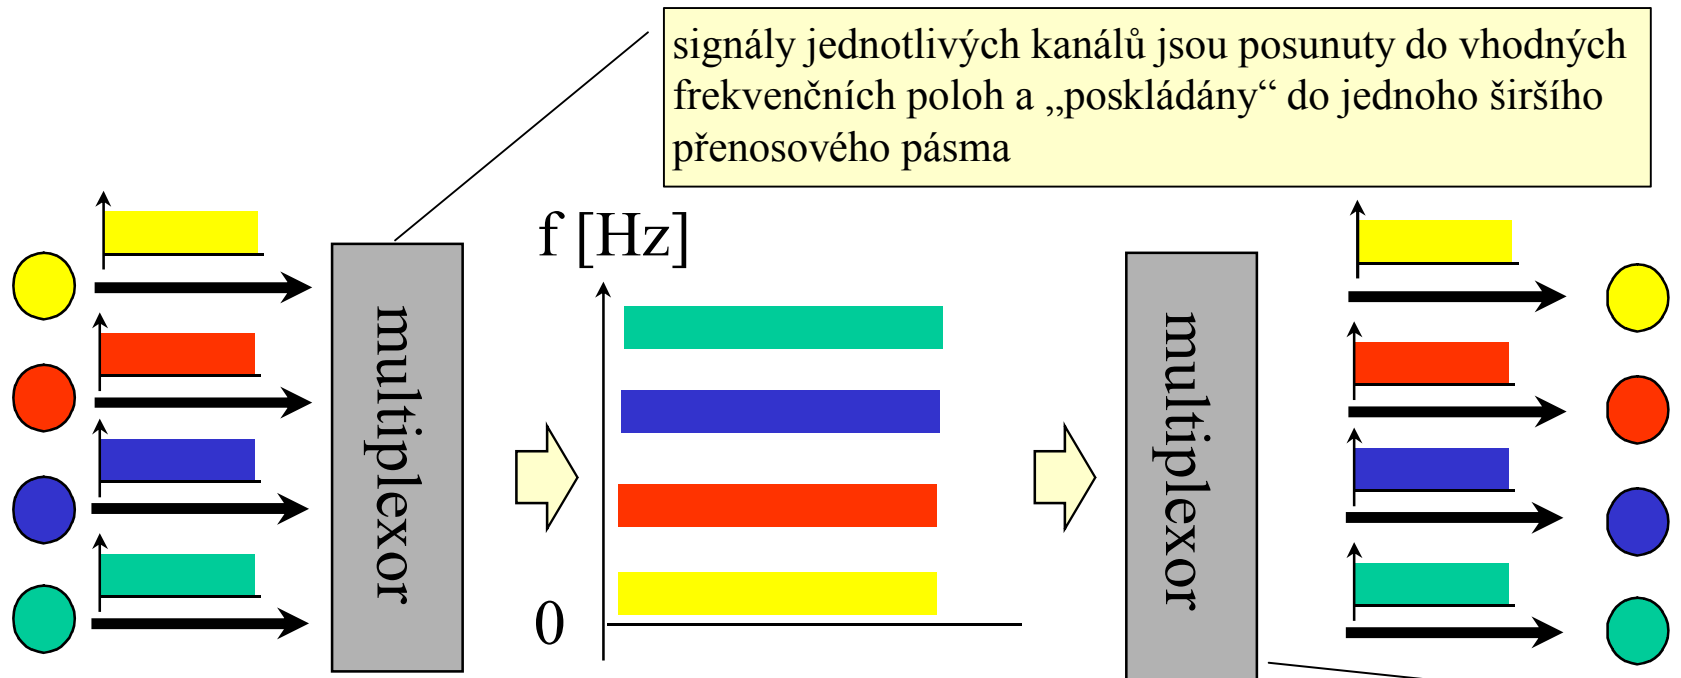 signály jednotlivých kanálů jsou posunuty do vhodných
frekvenčních poloh a „poskládány“ do jednoho širšího
přenosového pásma
f [Hz]
multiplexor
0
multiplexor